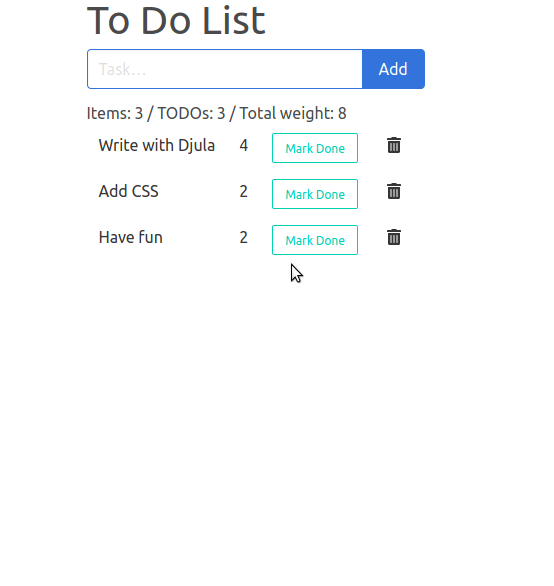 To Do List
Task... Add
Items: 3 / TODOs: 3 / Total weight: 8
Write with Djula 4 Mark Done
Add CSS 2 Mark Done
Have fun 2 Mark Done